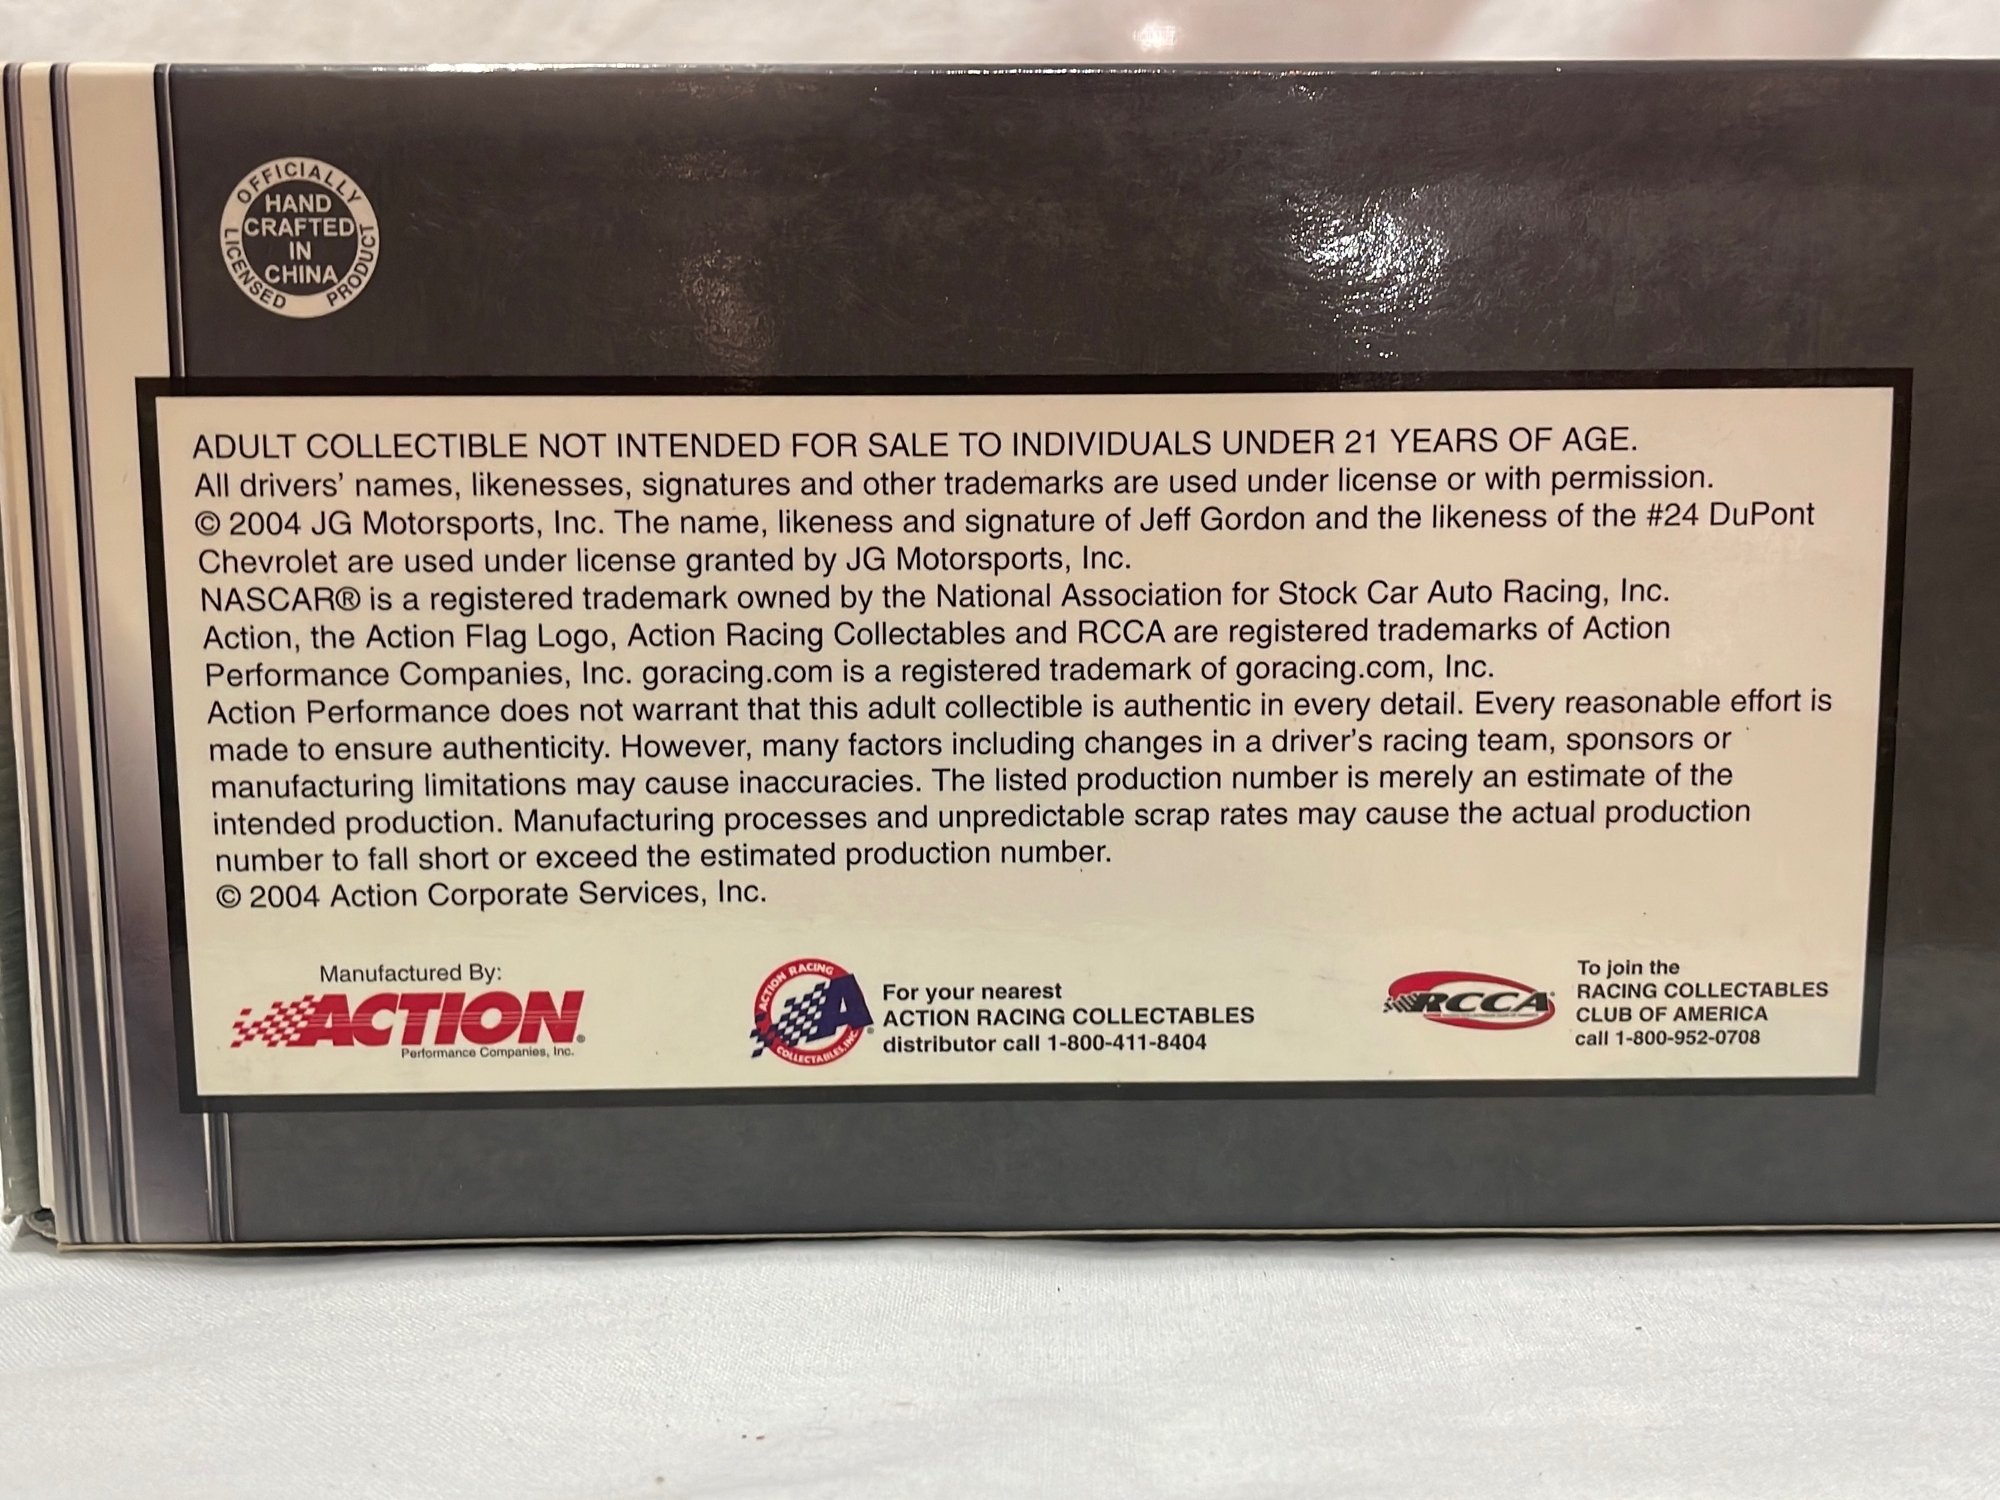 OFFICIALLY
LICENSED
PRODUCT
HAND
CRAFTED
IN
CHINA
ADULT COLLECTIBLE NOT INTENDED FOR SALE TO INDIVIDUALS UNDER 21 YEARS OF AGE.
All drivers' names, likenesses, signatures and other trademarks are used under license or with permission.
© 2004 JG Motorsports, Inc. The name, likeness and signature of Jeff Gordon and the likeness of the #24 DuPont
Chevrolet are used under license granted by JG Motorsports, Inc.
NASCAR® is a registered trademark owned by the National Association for Stock Car Auto Racing, Inc.
Action, the Action Flag Logo, Action Racing Collectables and RCCA are registered trademarks of Action
Performance Companies, Inc. goracing.com is a registered trademark of goracing.com, Inc.
Action Performance does not warrant that this adult collectible is authentic in every detail. Every reasonable effort is
made to ensure authenticity. However, many factors including changes in a driver's racing team, sponsors or
manufacturing limitations may cause inaccuracies. The listed production number is merely an estimate of the
intended production. Manufacturing processes and unpredictable scrap rates may cause the actual production
number to fall short or exceed the estimated production number.
© 2004 Action Corporate Services, Inc.
Manufactured By:
ACTION®
Performance Companies, Inc.
ACTION RACING
A
COLLECTABLES, INC.
®
For your nearest
ACTION RACING COLLECTABLES
distributor call 1-800-411-8404
RCCA®
To join the
RACING COLLECTABLES
CLUB OF AMERICA
call 1-800-952-0708